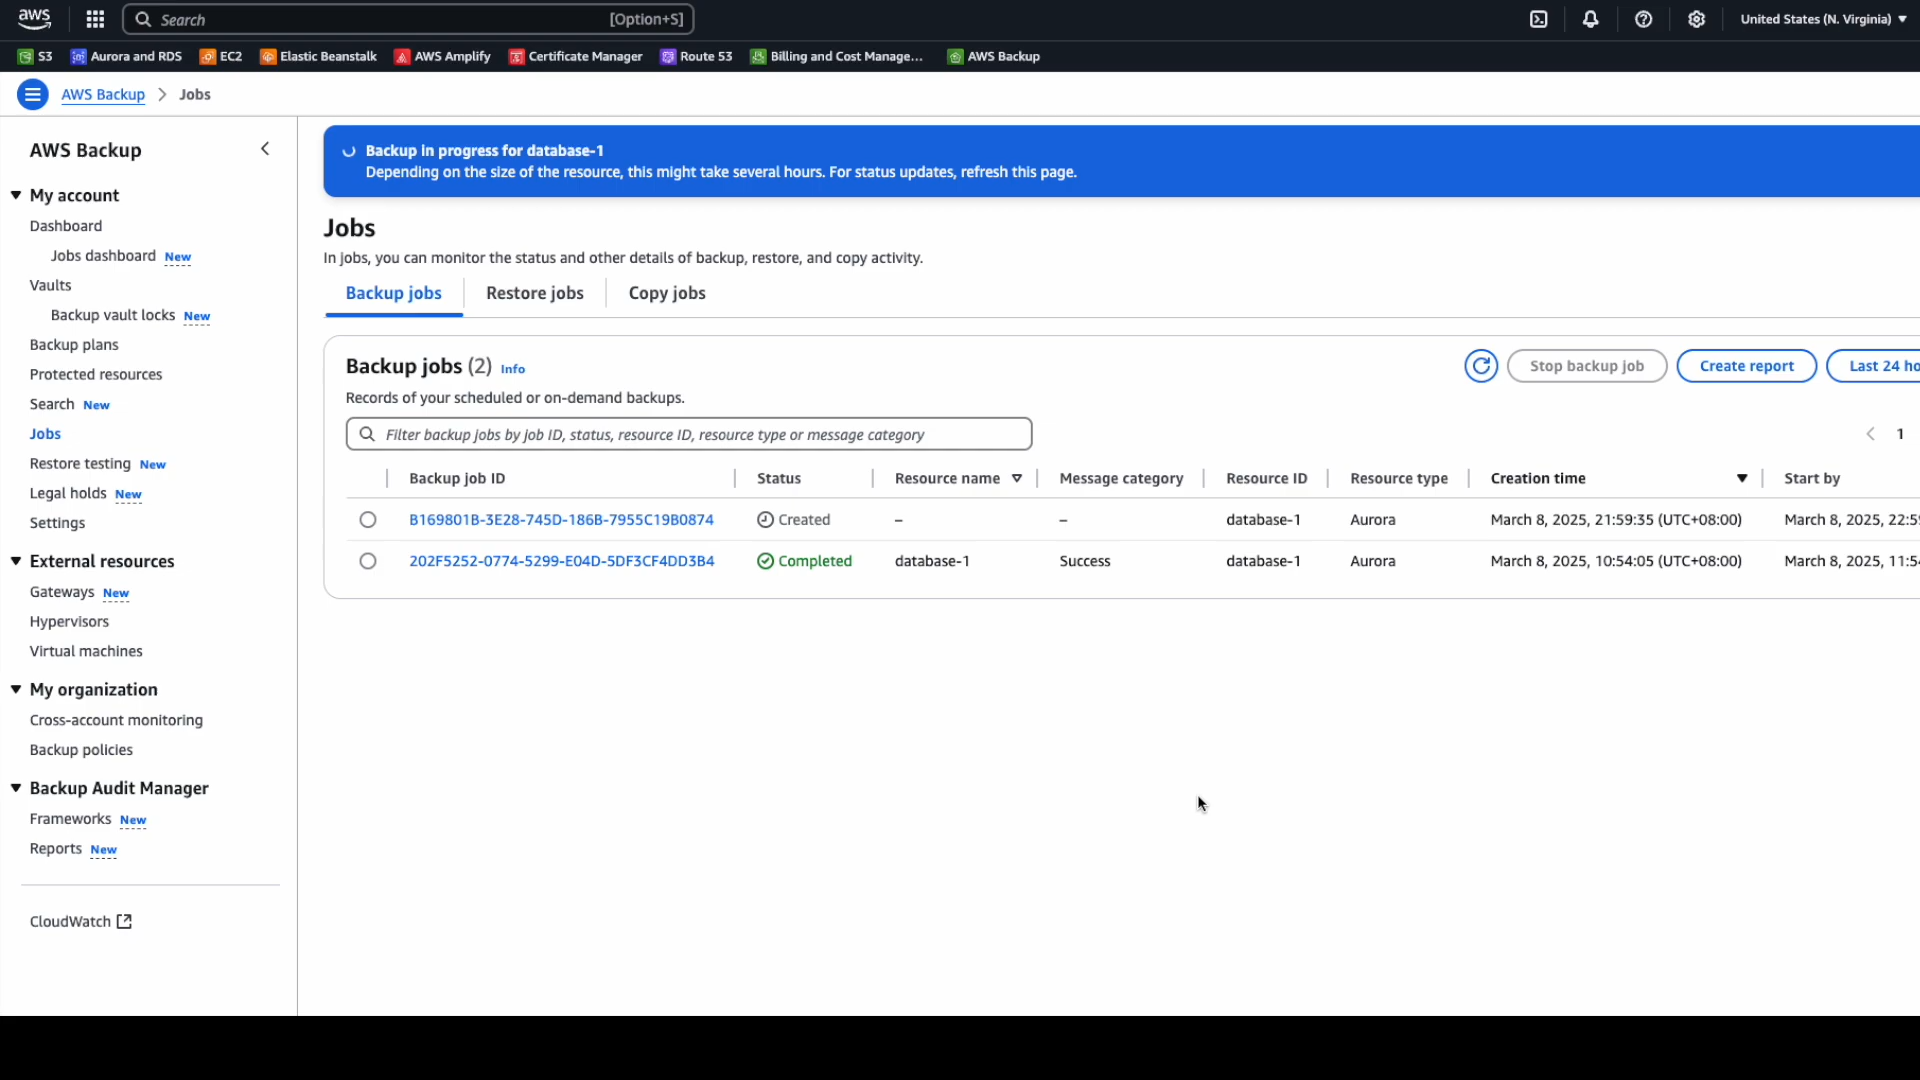 aws
Search [Option+S]
United States (N. Virginia)
S3 Aurora and RDS EC2 Elastic Beanstalk AWS Amplify Certificate Manager Route 53 Billing and Cost Manage... AWS Backup
AWS Backup > Jobs
AWS Backup
My account
Dashboard
Jobs dashboard New
Vaults
Backup vault locks New
Backup plans
Protected resources
Search New
Jobs
Restore testing New
Legal holds New
Settings
External resources
Gateways New
Hypervisors
Virtual machines
My organization
Cross-account monitoring
Backup policies
Backup Audit Manager
Frameworks New
Reports New
CloudWatch
Backup in progress for database-1
Depending on the size of the resource, this might take several hours. For status updates, refresh this page.
Jobs
In jobs, you can monitor the status and other details of backup, restore, and copy activity.
Backup jobs Restore jobs Copy jobs
Backup jobs (2) Info
Stop backup job Create report Last 24 ho
Records of your scheduled or on-demand backups.
Filter backup jobs by job ID, status, resource ID, resource type or message category
1
Backup job ID Status Resource name Message category Resource ID Resource type Creation time Start by
B169801B-3E28-745D-186B-7955C19B0874 Created – – database-1 Aurora March 8, 2025, 21:59:35 (UTC+08:00) March 8, 2025, 22:59
202F5252-0774-5299-E04D-5DF3CF4DD3B4 Completed database-1 Success database-1 Aurora March 8, 2025, 10:54:05 (UTC+08:00) March 8, 2025, 11:54